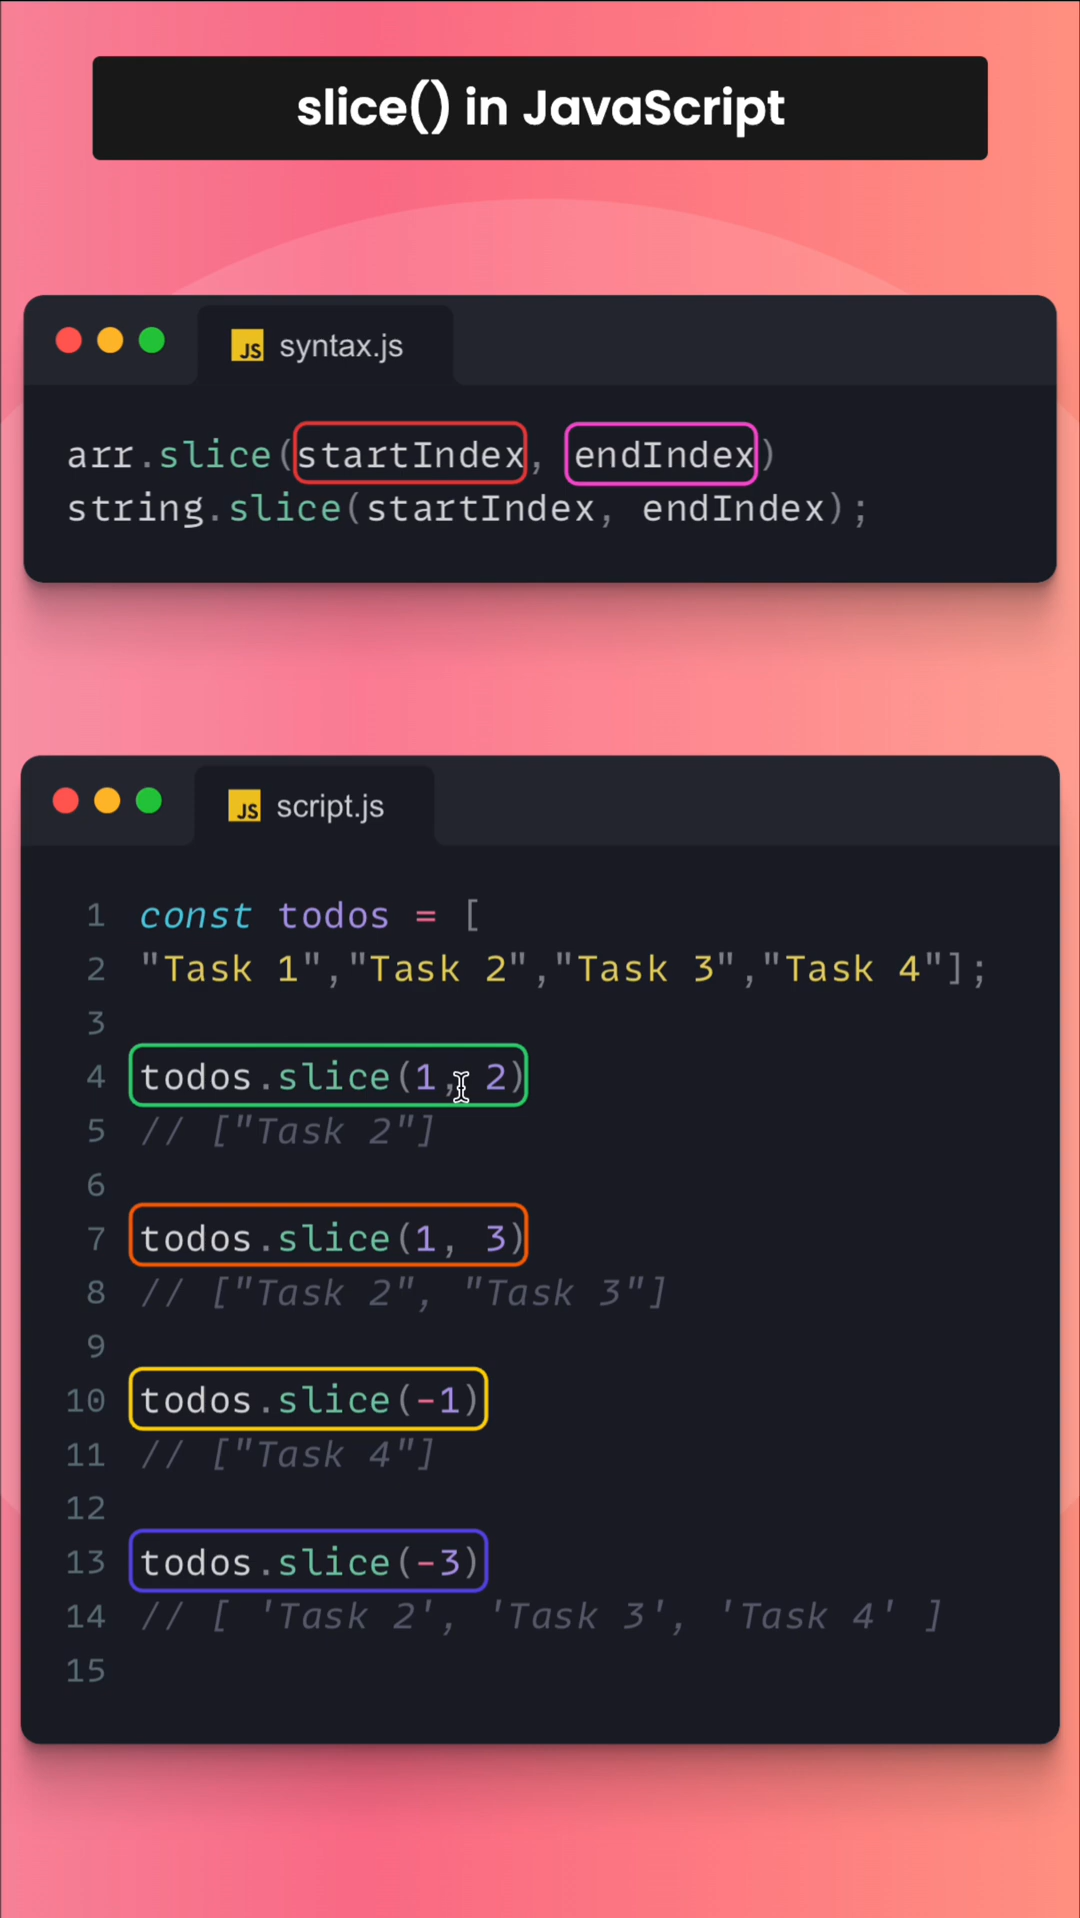 slice() in JavaScript
JS syntax.js
arr.slice(startIndex, endIndex)
string.slice(startIndex, endIndex);
JS script.js
1 const todos = [
2 "Task 1","Task 2","Task 3","Task 4"];
3
4 todos.slice(1, 2)
5 // ["Task 2"]
6
7 todos.slice(1, 3)
8 // ["Task 2", "Task 3"]
9
10 todos.slice(-1)
11 // ["Task 4"]
12
13 todos.slice(-3)
14 // [ 'Task 2', 'Task 3', 'Task 4' ]
15